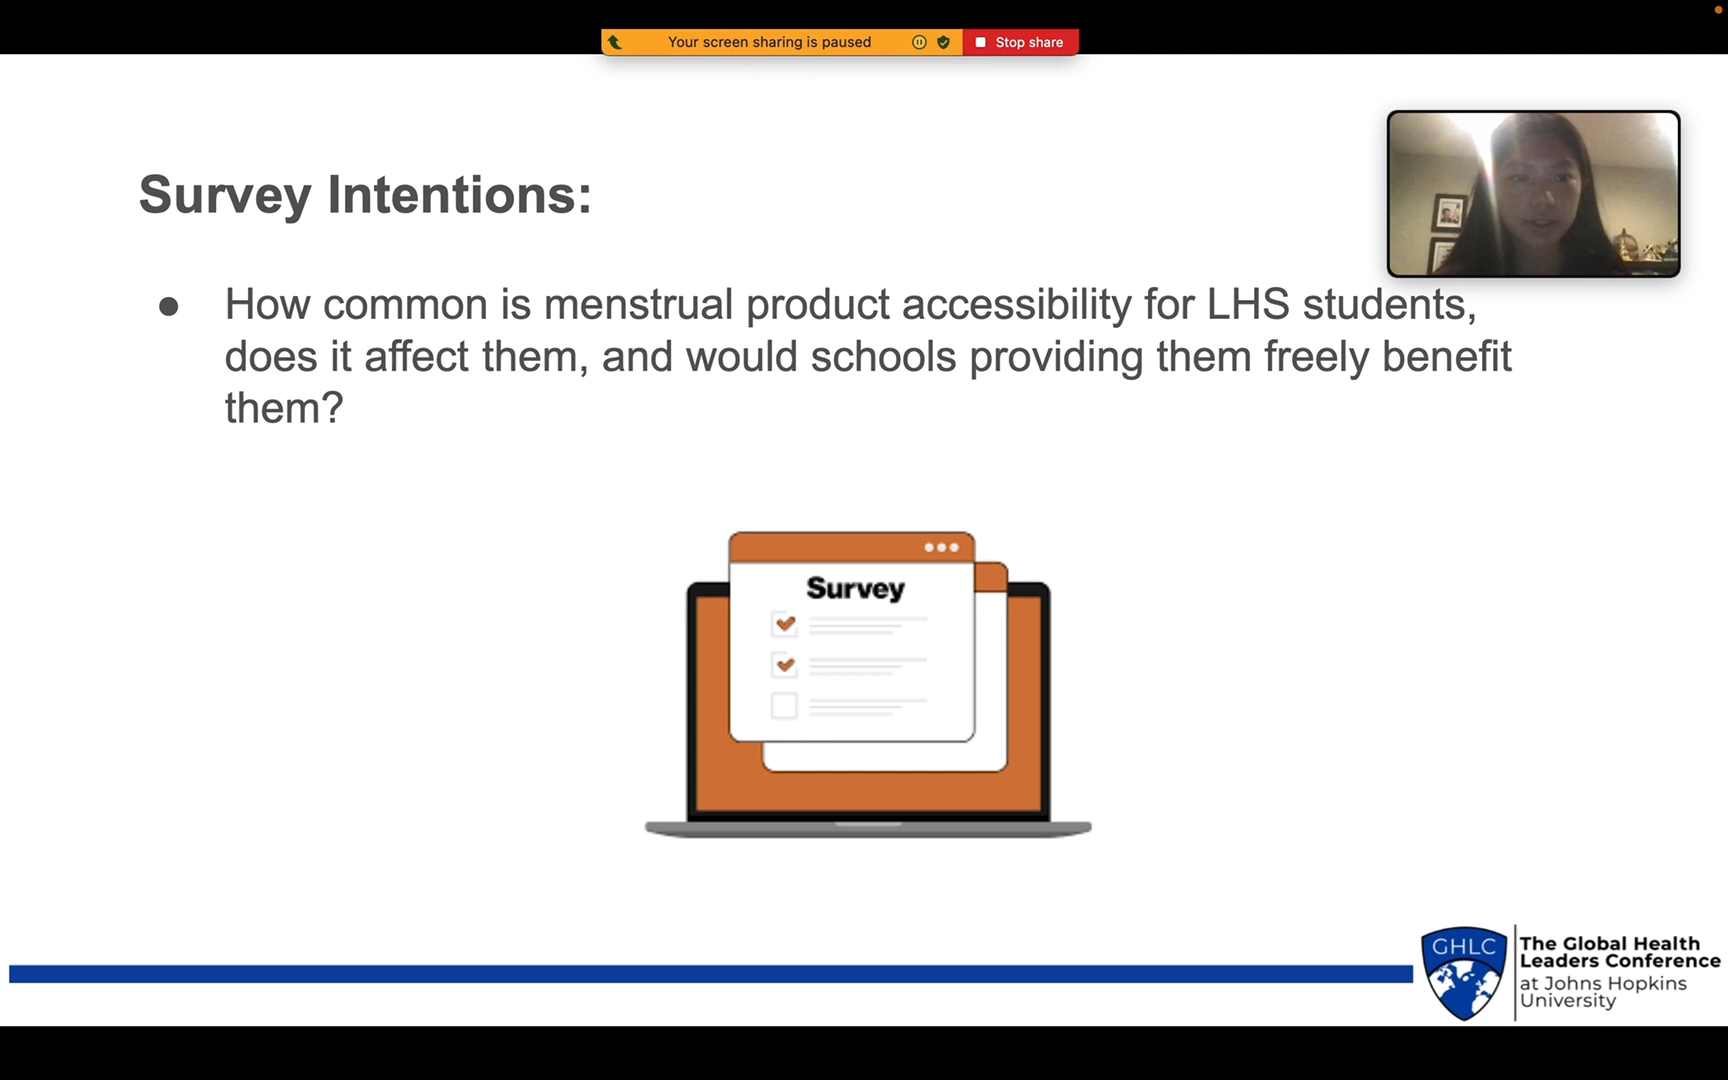 Your screen sharing is paused
Stop share
Survey Intentions:
● How common is menstrual product accessibility for LHS students,
does it affect them, and would schools providing them freely benefit
them?
Survey
GHLC
The Global Health
Leaders Conference
at Johns Hopkins
University